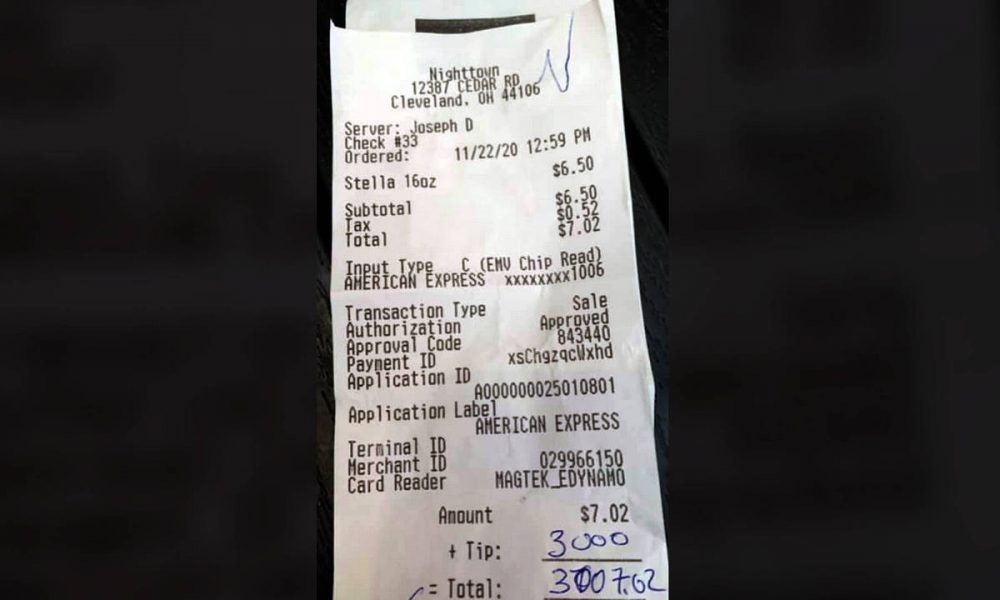 Nighttown
12387 CEDAR RD
Cleveland, OH 44106
Server: Joseph D
Check #33
Ordered: 11/22/20 12:59 PM
Stella 16oz $6.50
Subtotal $6.50
Tax $0.52
Total $7.02
Input Type C (EMV Chip Read)
AMERICAN EXPRESS xxxxxxxx1006
Transaction Type Sale
Authorization Approved
Approval Code 843440
Payment ID xsChgzqcWxhd
Application ID
A000000025010801
Application Label
AMERICAN EXPRESS
Terminal ID
Merchant ID 029966150
Card Reader MAGTEK_EDYNAMO
Amount $7.02
+ Tip: 3000
= Total: 3007.02